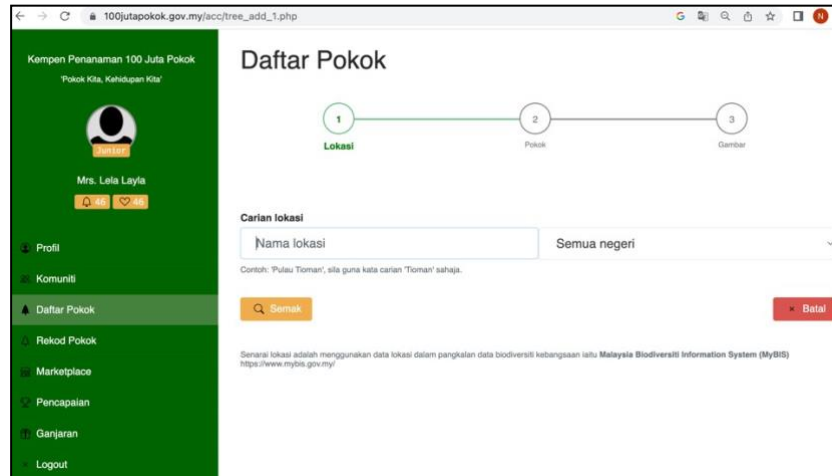 100jutapokok.gov.my/acc/tree_add_1.php
N
Kempen Penanaman 100 Juta Pokok
'Pokok Kita, Kehidupan Kita'
Junior
Mrs. Lela Layla
46 46
Profil
Komuniti
Daftar Pokok
Rekod Pokok
Marketplace
Pencapaian
Ganjaran
Logout
Daftar Pokok
1 2 3
Lokasi Pokok Gambar
Carian lokasi
Nama lokasi Semua negeri
Contoh: 'Pulau Tioman', sila guna kata carian 'Tioman' sahaja.
Semak × Batal
Senarai lokasi adalah menggunakan data lokasi dalam pangkalan data biodiversiti kebangsaan iaitu Malaysia Biodiversiti Information System (MyBIS)
https://www.mybis.gov.my/